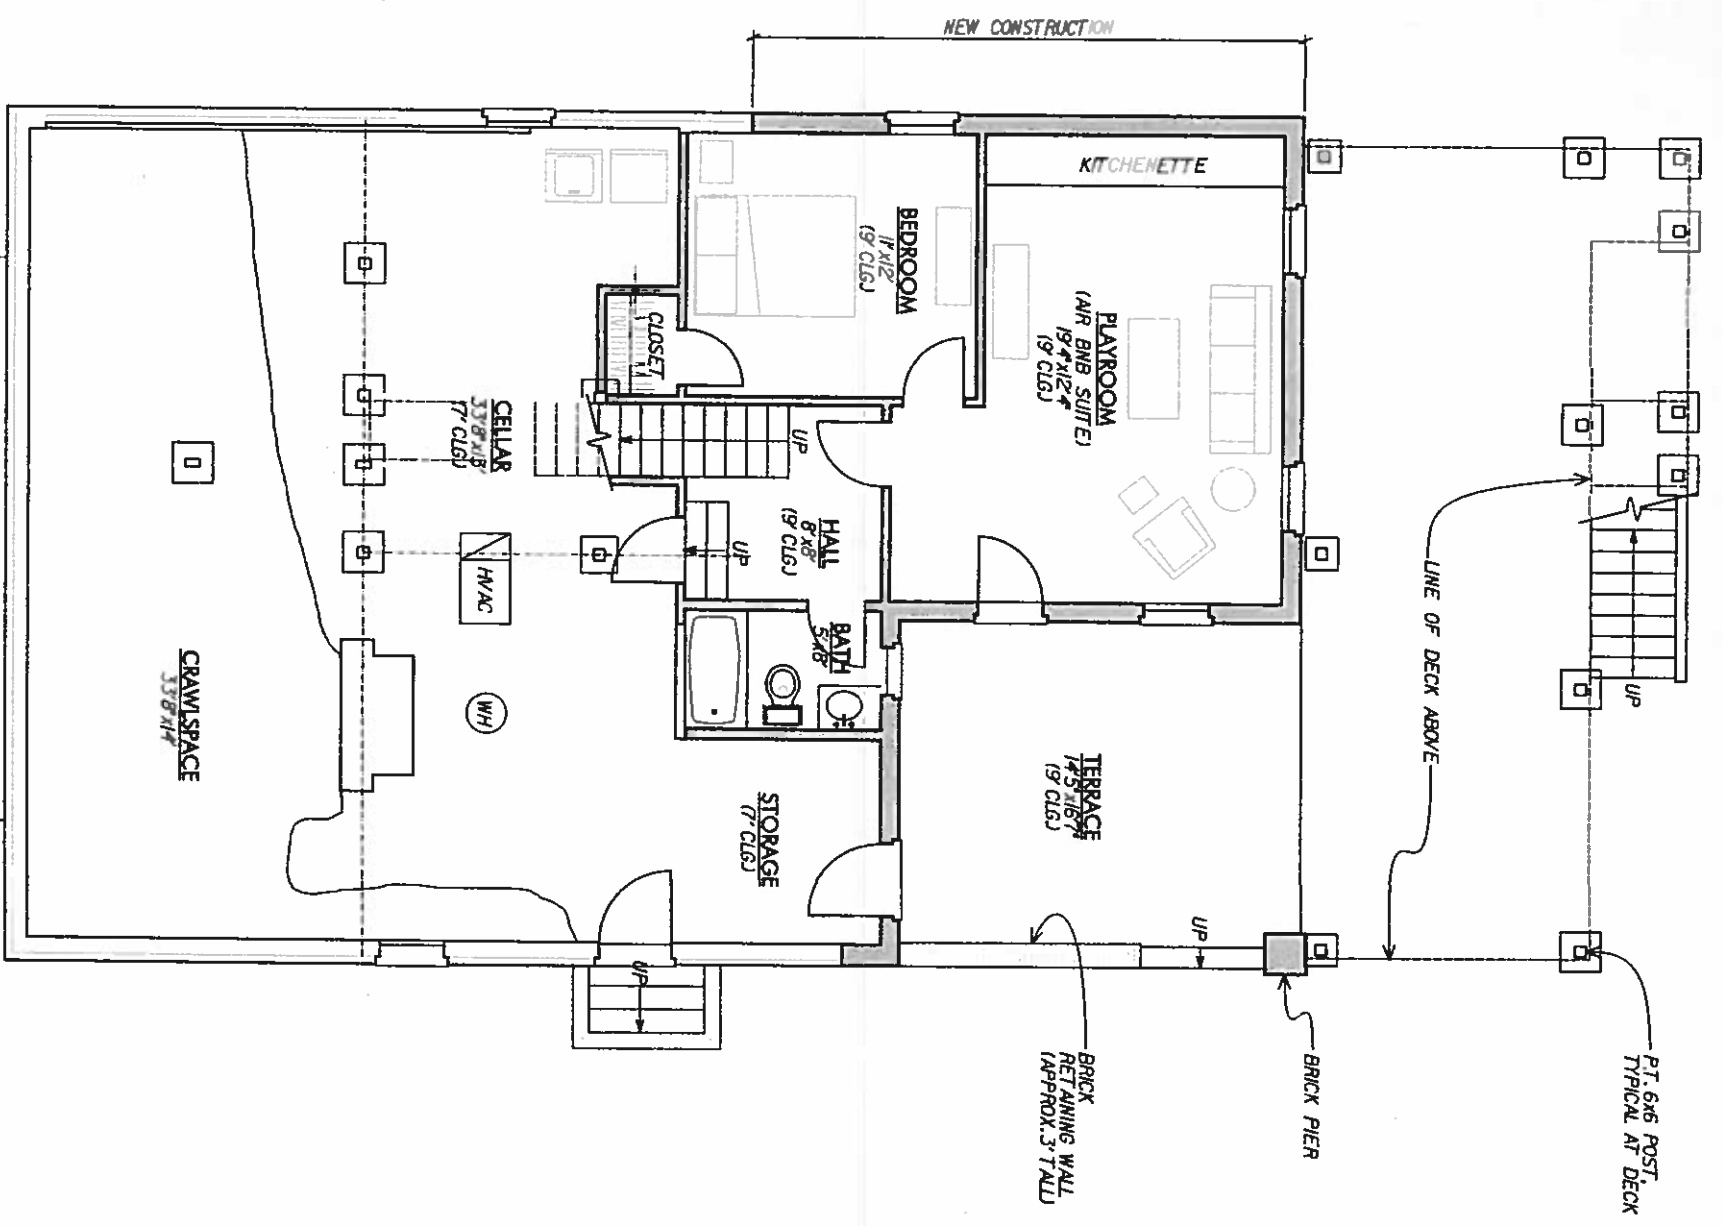 NEW CONSTRUCTION
KITCHENETTE
BEDROOM
11'x12'
(9' CLG.)
PLAYROOM
(AIR BNB SUITE)
19'4"x12'4"
(9' CLG.)
CLOSET
CELLAR
33'8"x18'
(7' CLG.)
UP
HALL
8'x8'
(9' CLG.)
UP
HVAC
BATH
5'x8'
WH
CRAWLSPACE
33'8"x14'
STORAGE
(7' CLG.)
TERRACE
14'5"x16'7"
(9' CLG.)
LINE OF DECK ABOVE
UP
UP
UP
BRICK
RETAINING WALL
(APPROX. 3' TALL)
BRICK PIER
P.T. 6x6 POST,
TYPICAL AT DECK